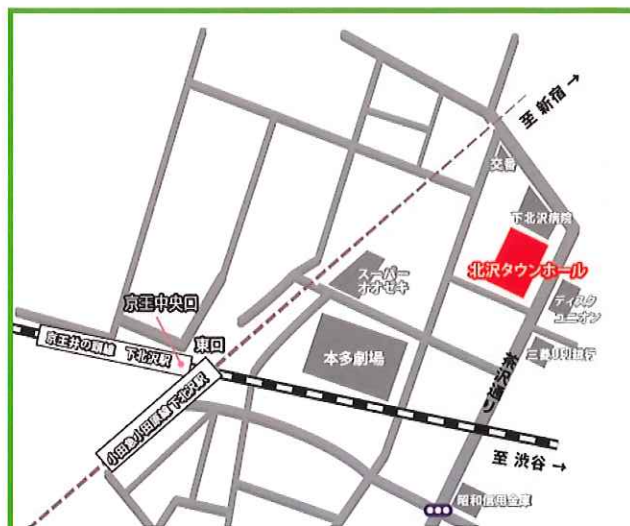 至 新宿 →
交番
下北沢病院
北沢タウンホール
スーパー
オオゼキ
ディスク
ユニオン
京王中央口
東口
京王井の頭線 下北沢駅
本多劇場
三菱UFJ銀行
茶沢通り
小田急小田原線下北沢駅
至 渋谷 →
昭和信用金庫